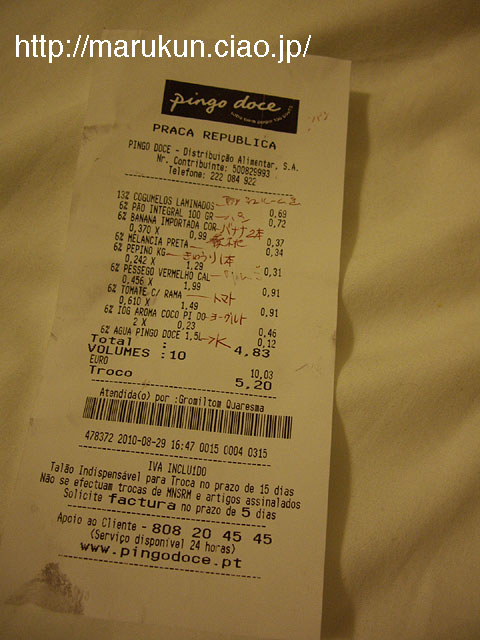 http://marukun.ciao.jp/
pingo doce
PRACA REPUBLICA
PINGO DOCE - Distribuição Alimentar, S.A.
Nr. Contribuinte: 500829993
Telefone: 222 084 922
13% COGUMELOS LAMINADOS 0,69
6% PÃO INTEGRAL 100 GR パン 0,72
6% BANANA IMPORTADA COR バナナ2本
0,370 X 0,99 0,37
6% MELANCIA PRETA 0,34
6% PEPINO KG きゅうり1本
0,242 X 1,29 0,31
6% PESSEGO VERMELHO CAL
0,456 X 1,99 0,91
6% TOMATE C/ RAMA トマト
0,610 X 1,49 0,91
6% IOG AROMA COCO PI DO ヨーグルト
2 X 0,23 0,46
6% AGUA PINGO DOCE 1,5L 水 0,12
Total : 4,83
VOLUMES :10
EURO 10,03
Troco 5,20
Atendida(o) por :Gromiltom Quaresma
478372 2010-08-29 16:47 0015 0004 0315
IVA INCLUIDO
Talão Indispensável para Troca no prazo de 15 dias
Não se efectuam trocas de MNSRM e artigos assinalados
Solicite factura no prazo de 5 dias
Apoio ao Cliente - 808 20 45 45
(Serviço disponível 24 horas)
www.pingodoce.pt